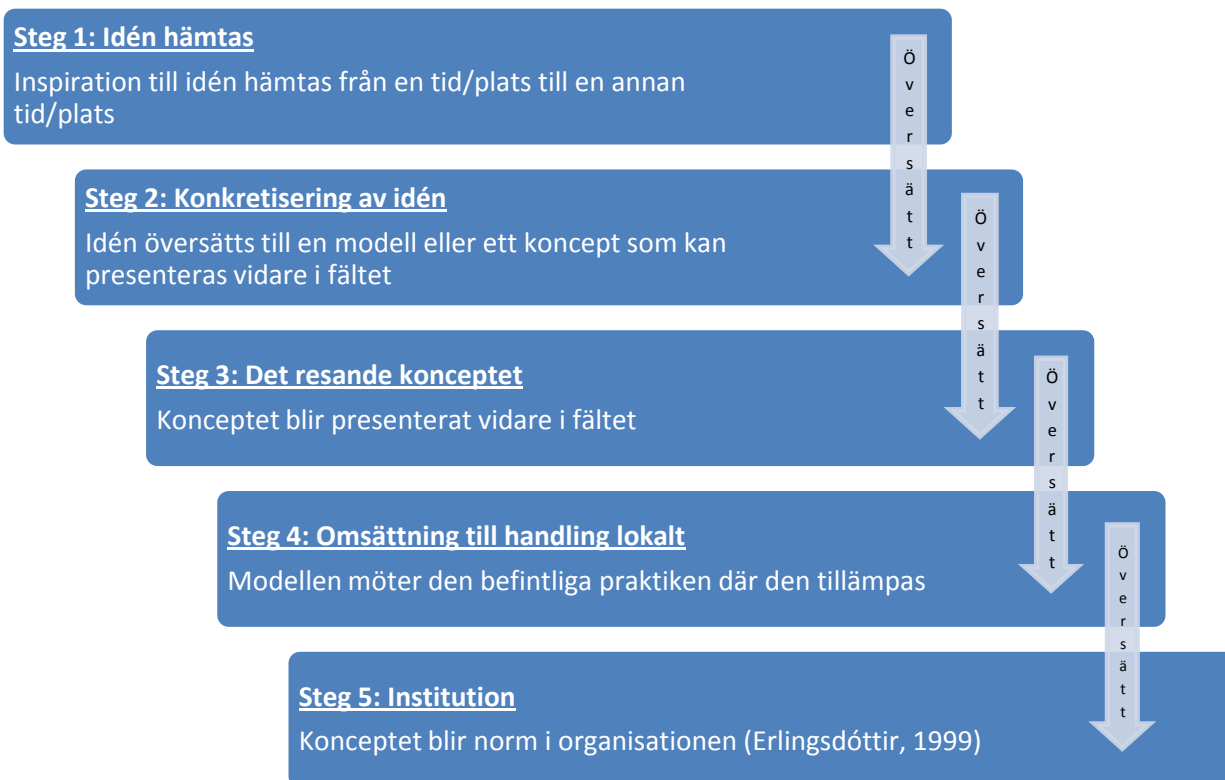 Steg 1: Idén hämtas
Inspiration till idén hämtas från en tid/plats till en annan
tid/plats
Översätt
Steg 2: Konkretisering av idén
Idén översätts till en modell eller ett koncept som kan
presenteras vidare i fältet
Översätt
Steg 3: Det resande konceptet
Konceptet blir presenterat vidare i fältet
Översätt
Steg 4: Omsättning till handling lokalt
Modellen möter den befintliga praktiken där den tillämpas
Översätt
Steg 5: Institution
Konceptet blir norm i organisationen (Erlingsdóttir, 1999)